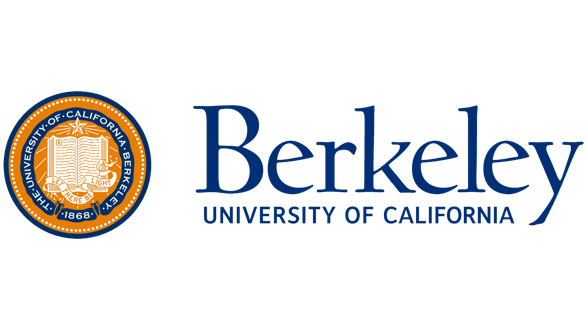 THE·UNIVERSITY·OF·CALIFORNIA·BERKELEY·
LET THERE BE LIGHT
·1868·
Berkeley
UNIVERSITY OF CALIFORNIA